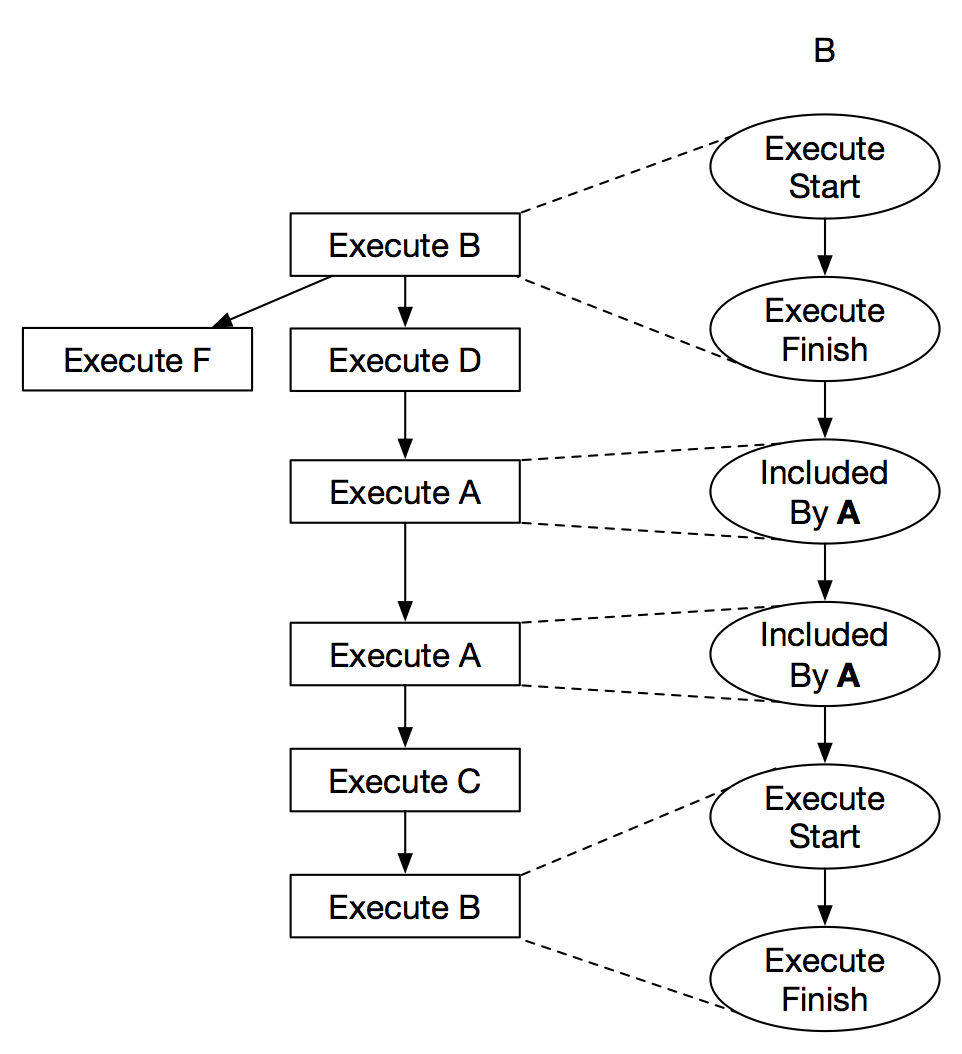 B
Execute
Start
Execute B
Execute
Finish
Execute F
Execute D
Included
By A
Execute A
Included
By A
Execute A
Execute C
Execute
Start
Execute B
Execute
Finish